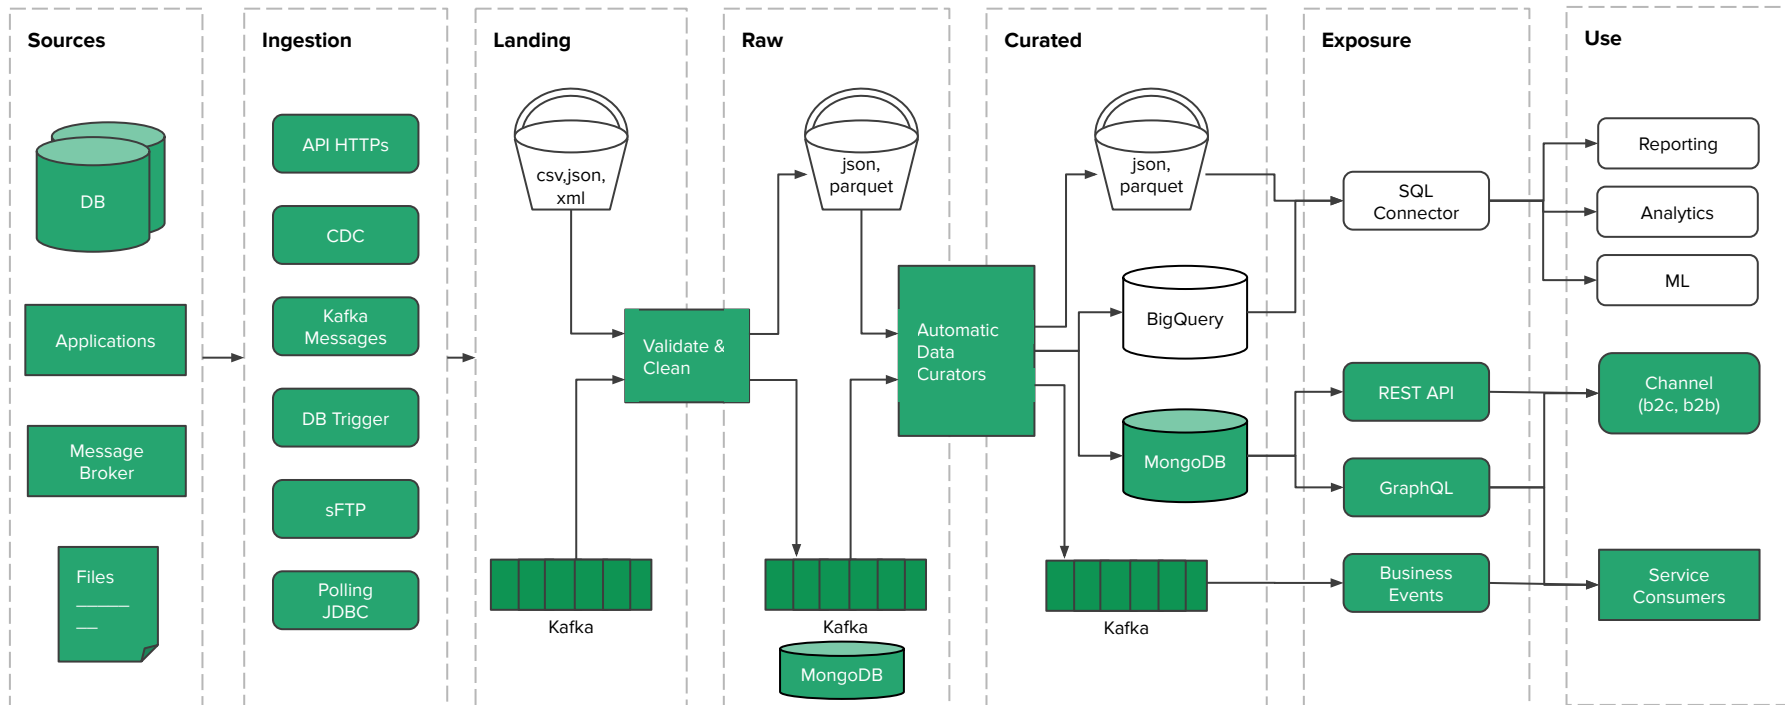 Sources
DB
Applications
Message
Broker
Files
Ingestion
API HTTPs
CDC
Kafka
Messages
DB Trigger
sFTP
Polling
JDBC
Landing
csv,json,
xml
Validate &
Clean
Kafka
Raw
json,
parquet
Kafka
MongoDB
Automatic
Data
Curators
Curated
json,
parquet
BigQuery
MongoDB
Kafka
Exposure
SQL
Connector
REST API
GraphQL
Business
Events
Use
Reporting
Analytics
ML
Channel
(b2c, b2b)
Service
Consumers